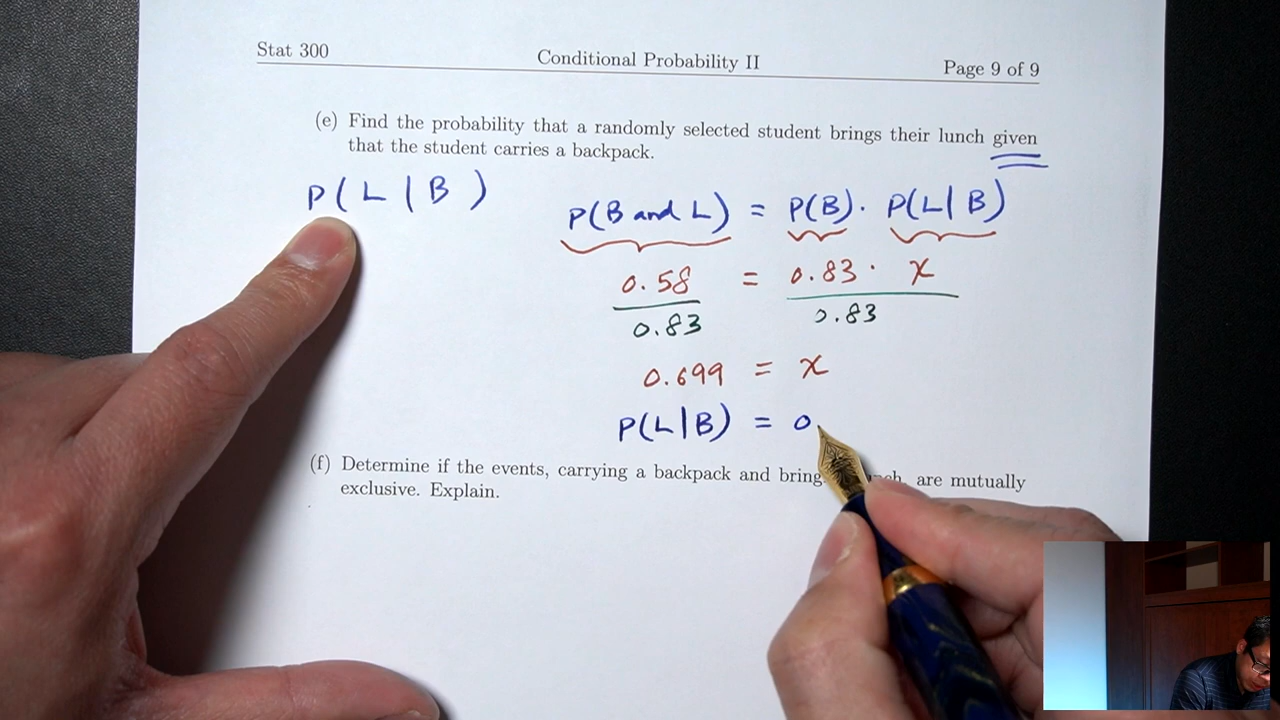 Stat 300 Conditional Probability II Page 9 of 9
(e) Find the probability that a randomly selected student brings their lunch given
that the student carries a backpack.
P(L|B)
P(B and L) = P(B). P(L|B)
0.58 = 0.83 · x
0.83 0.83
0.699 = x
P(L|B) = 0.
(f) Determine if the events, carrying a backpack and bring are mutually
exclusive. Explain.